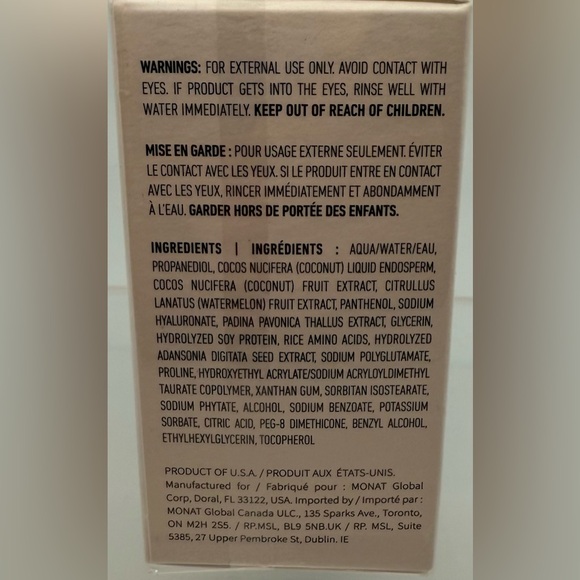 WARNINGS: FOR EXTERNAL USE ONLY. AVOID CONTACT WITH
EYES. IF PRODUCT GETS INTO THE EYES, RINSE WELL WITH
WATER IMMEDIATELY. KEEP OUT OF REACH OF CHILDREN.
MISE EN GARDE : POUR USAGE EXTERNE SEULEMENT. ÉVITER
LE CONTACT AVEC LES YEUX. SI LE PRODUIT ENTRE EN CONTACT
AVEC LES YEUX, RINCER IMMÉDIATEMENT ET ABONDAMMENT
À L'EAU. GARDER HORS DE PORTÉE DES ENFANTS.
INGREDIENTS | INGRÉDIENTS : AQUA/WATER/EAU,
PROPANEDIOL, COCOS NUCIFERA (COCONUT) LIQUID ENDOSPERM,
COCOS NUCIFERA (COCONUT) FRUIT EXTRACT, CITRULLUS
LANATUS (WATERMELON) FRUIT EXTRACT, PANTHENOL, SODIUM
HYALURONATE, PADINA PAVONICA THALLUS EXTRACT, GLYCERIN,
HYDROLYZED SOY PROTEIN, RICE AMINO ACIDS, HYDROLYZED
ADANSONIA DIGITATA SEED EXTRACT, SODIUM POLYGLUTAMATE,
PROLINE, HYDROXYETHYL ACRYLATE/SODIUM ACRYLOYLDIMETHYL
TAURATE COPOLYMER, XANTHAN GUM, SORBITAN ISOSTEARATE,
SODIUM PHYTATE, ALCOHOL, SODIUM BENZOATE, POTASSIUM
SORBATE, CITRIC ACID, PEG-8 DIMETHICONE, BENZYL ALCOHOL,
ETHYLHEXYLGLYCERIN, TOCOPHEROL
PRODUCT OF U.S.A. / PRODUIT AUX ÉTATS-UNIS.
Manufactured for / Fabriqué pour : MONAT Global
Corp, Doral, FL 33122, USA. Imported by / Importé par :
MONAT Global Canada ULC., 135 Sparks Ave., Toronto,
ON M2H 2S5. / RP.MSL, BL9 5NB.UK / RP. MSL, Suite
5385, 27 Upper Pembroke St, Dublin. IE